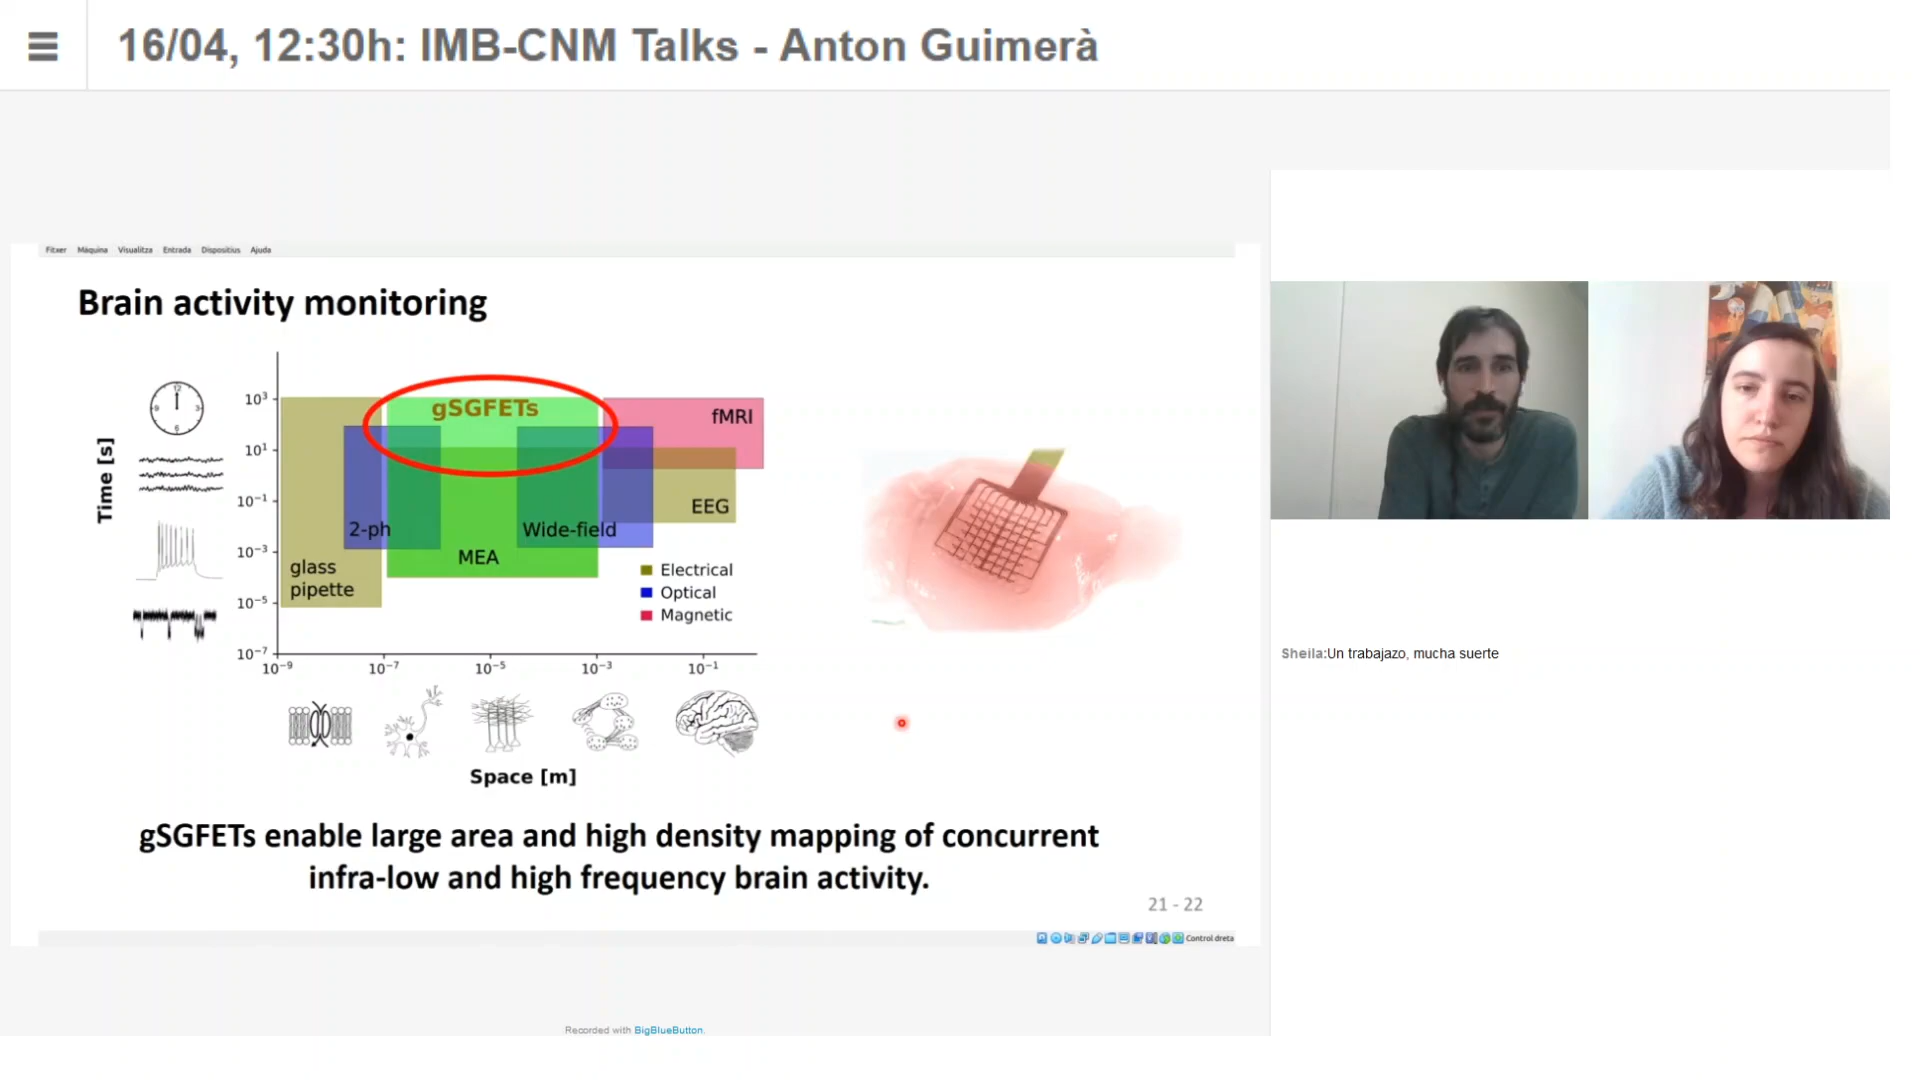 16/04, 12:30h: IMB-CNM Talks - Anton Guimerà
Fitxer Màquina Visualitza Entrada Dispositius Ajuda
Brain activity monitoring
Time [s]
10³
10¹
10⁻¹
10⁻³
10⁻⁵
10⁻⁷
gSGFETs
fMRI
EEG
2-ph
Wide-field
MEA
glass
pipette
Electrical
Optical
Magnetic
10⁻⁹ 10⁻⁷ 10⁻⁵ 10⁻³ 10⁻¹
12
9 3
6
Space [m]
gSGFETs enable large area and high density mapping of concurrent
infra-low and high frequency brain activity.
21 - 22
Control dreta
Sheila:Un trabajazo, mucha suerte
Recorded with BigBlueButton.